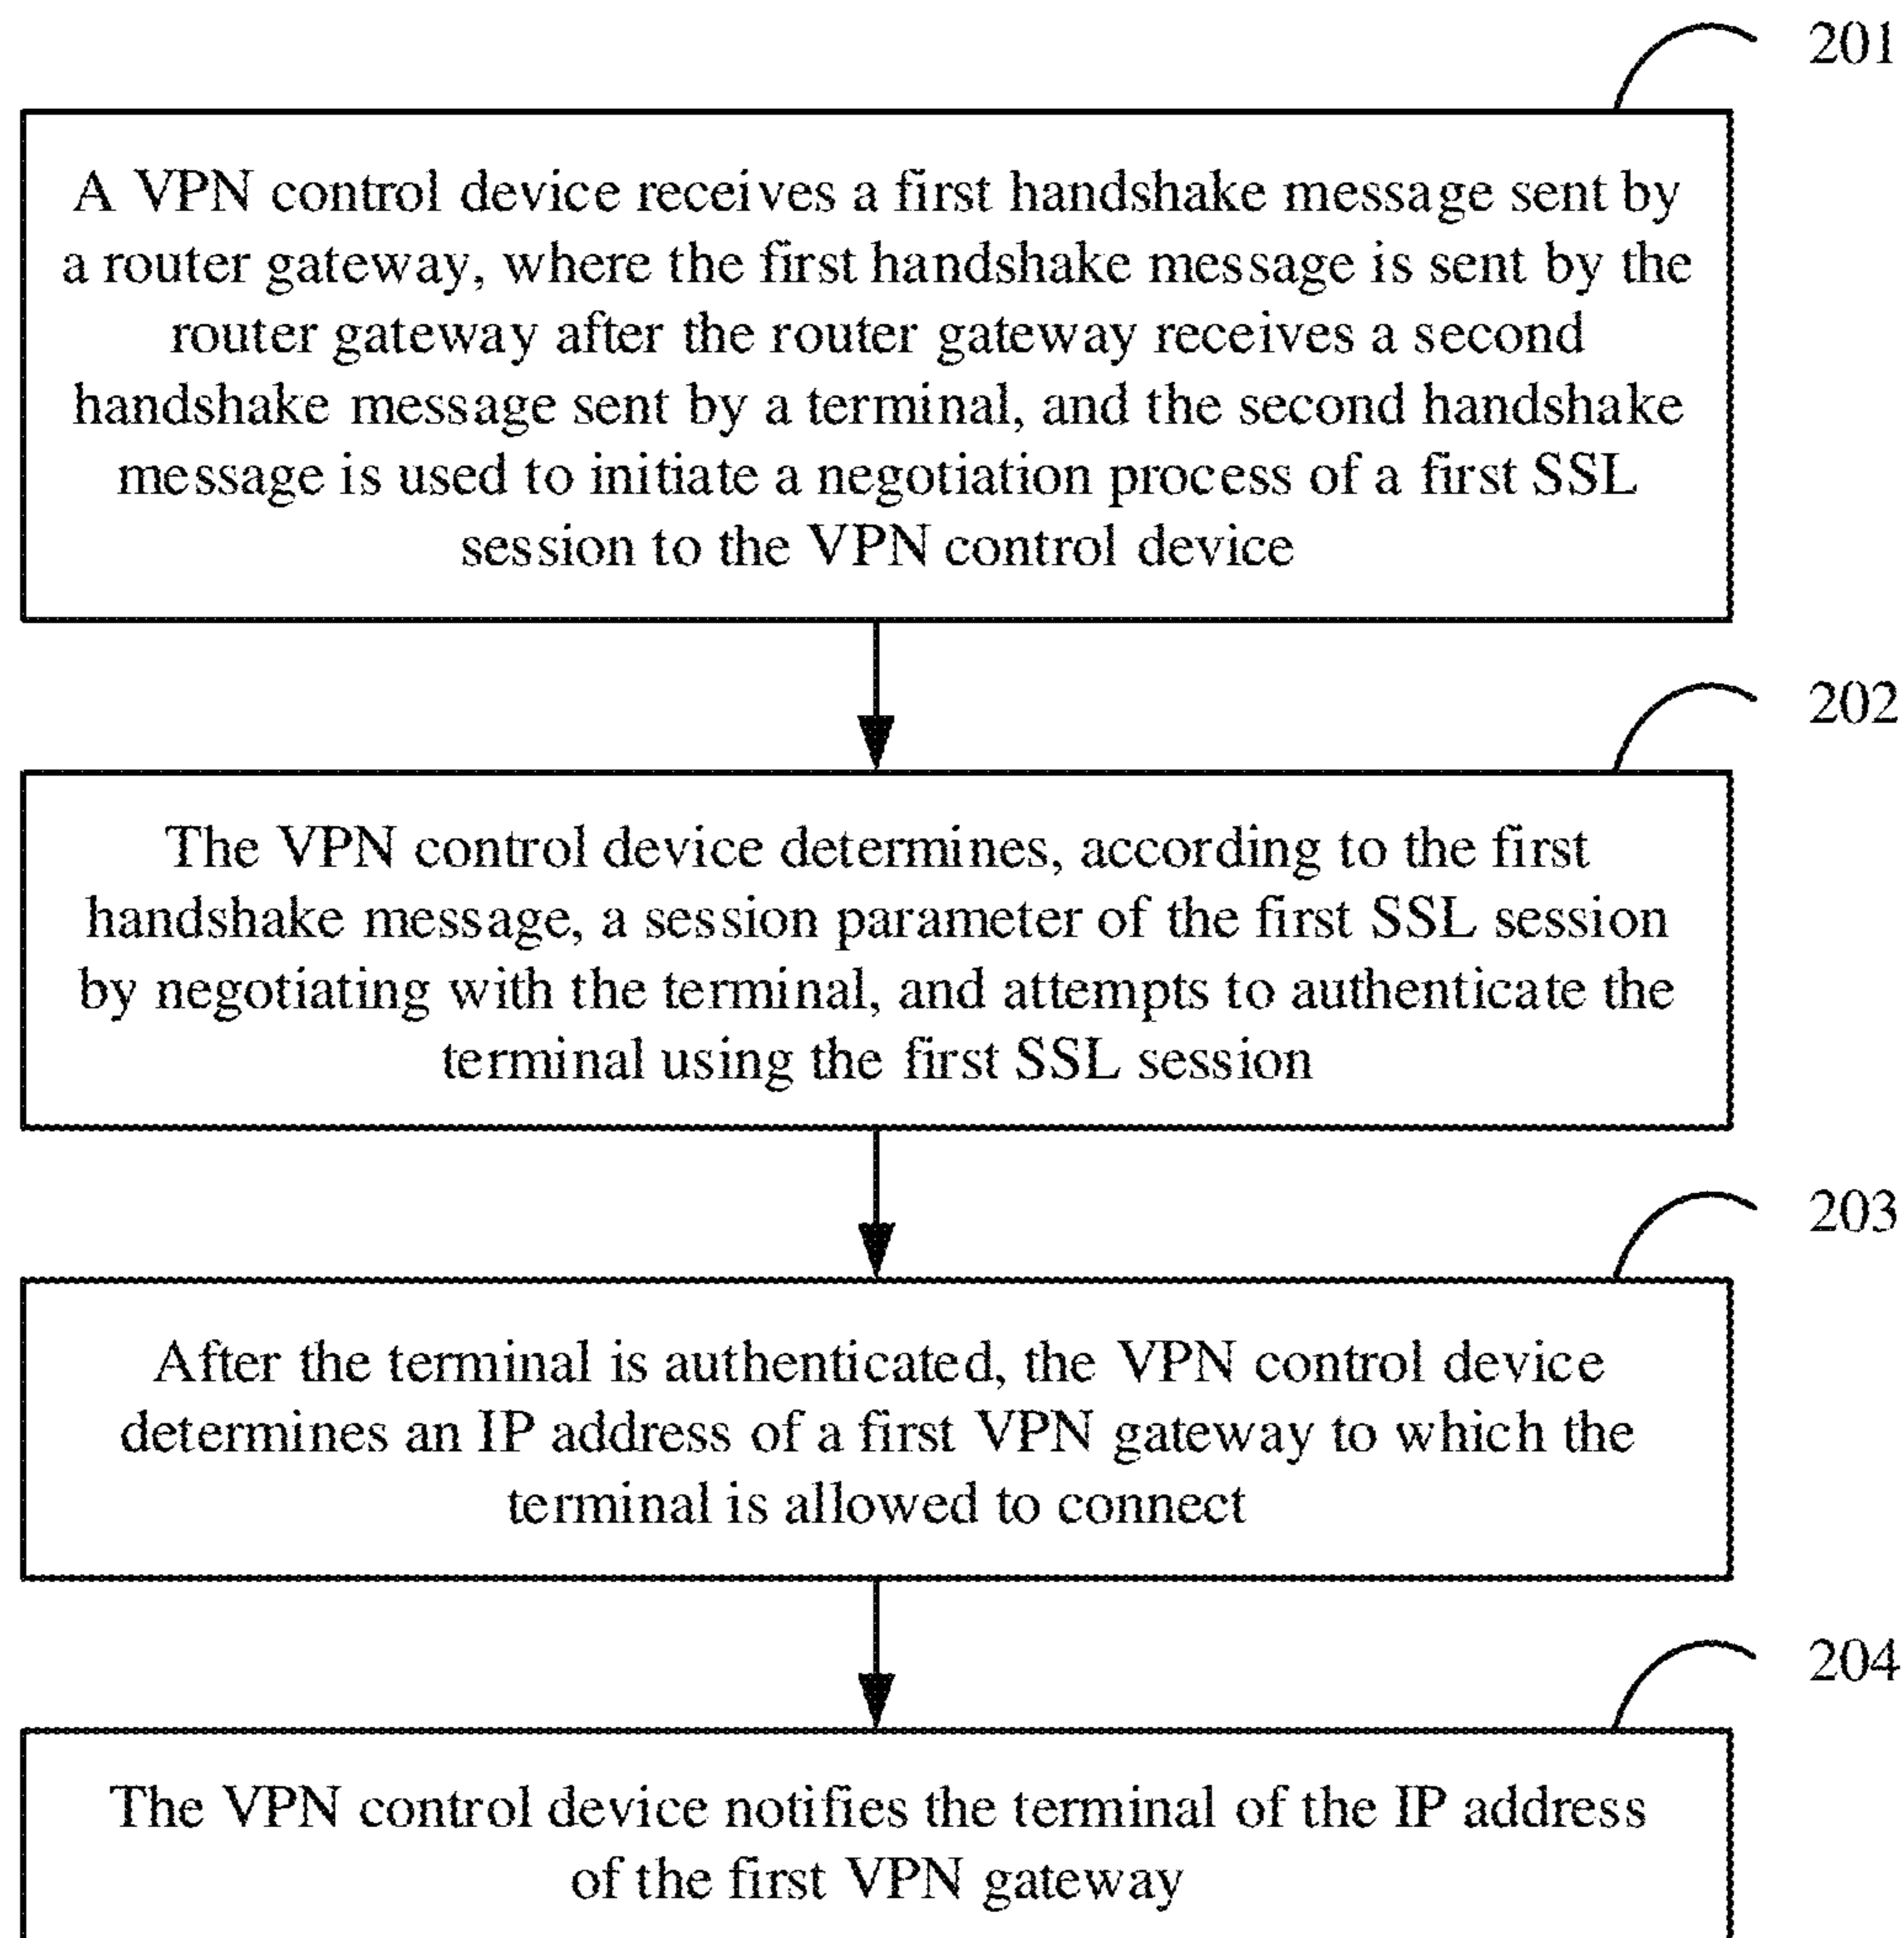 201
A VPN control device receives a first handshake message sent by
a router gateway, where the first handshake message is sent by the
router gateway after the router gateway receives a second
handshake message sent by a terminal, and the second handshake
message is used to initiate a negotiation process of a first SSL
session to the VPN control device
202
The VPN control device determines, according to the first
handshake message, a session parameter of the first SSL session
by negotiating with the terminal, and attempts to authenticate the
terminal using the first SSL session
203
After the terminal is authenticated, the VPN control device
determines an IP address of a first VPN gateway to which the
terminal is allowed to connect
204
The VPN control device notifies the terminal of the IP address
of the first VPN gateway